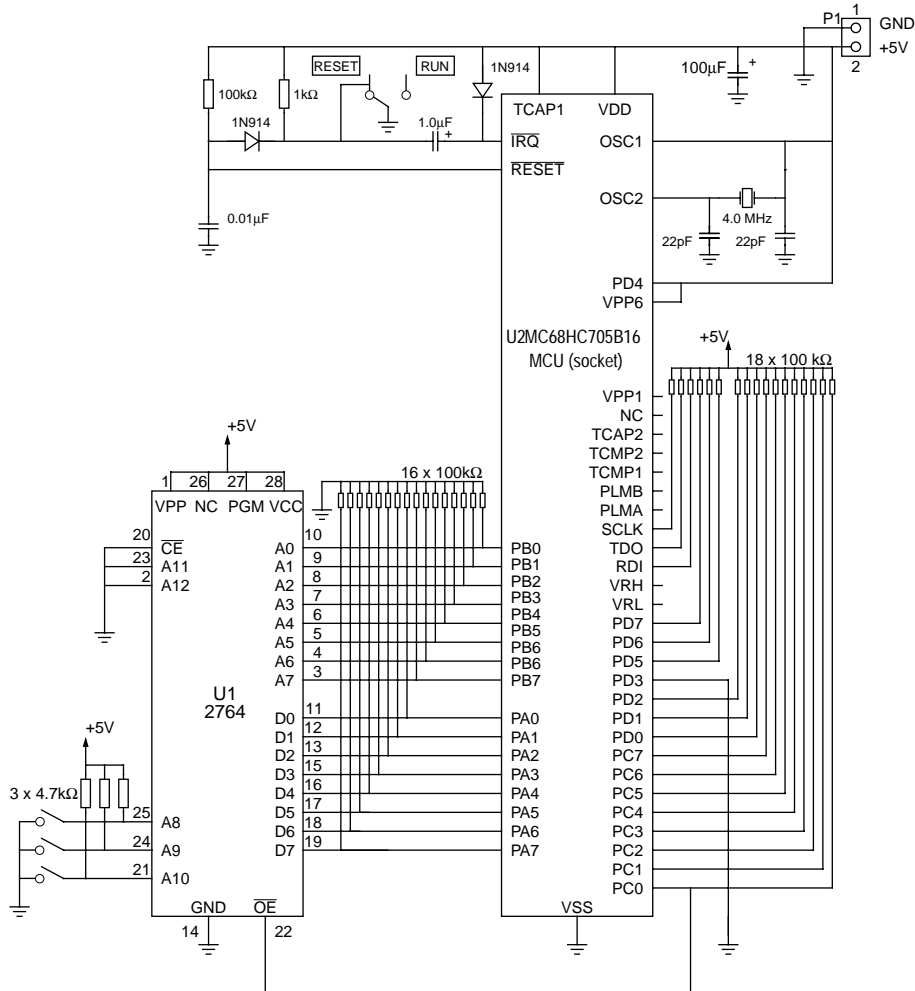 P1
1
GND
+5V
2
RESET
RUN
1N914
100µF
+
100kΩ
1kΩ
TCAP1
VDD
1N914
1.0µF
+
IRQ
OSC1
RESET
OSC2
4.0 MHz
0.01µF
22pF
22pF
PD4
VPP6
U2MC68HC705B16
MCU (socket)
+5V
18 x 100 kΩ
VPP1
NC
TCAP2
TCMP2
TCMP1
PLMB
PLMA
SCLK
TDO
RDI
VRH
VRL
PD7
PD6
PD5
PD3
PD2
PD1
PD0
PC7
PC6
PC5
PC4
PC3
PC2
PC1
PC0
+5V
16 x 100kΩ
1 26 27 28
VPP NC PGM VCC
20 CE
23 A11
2 A12
A0 10 PB0
A1 9 PB1
A2 8 PB2
A3 7 PB3
A4 6 PB4
A5 5 PB5
A6 4 PB6
PB6
A7 3 PB7
U1
2764
D0 11 PA0
D1 12 PA1
D2 13 PA2
D3 15 PA3
D4 16 PA4
D5 17 PA5
D6 18 PA6
D7 19 PA7
+5V
3 x 4.7kΩ
25 A8
24 A9
21 A10
GND OE
14 22
VSS